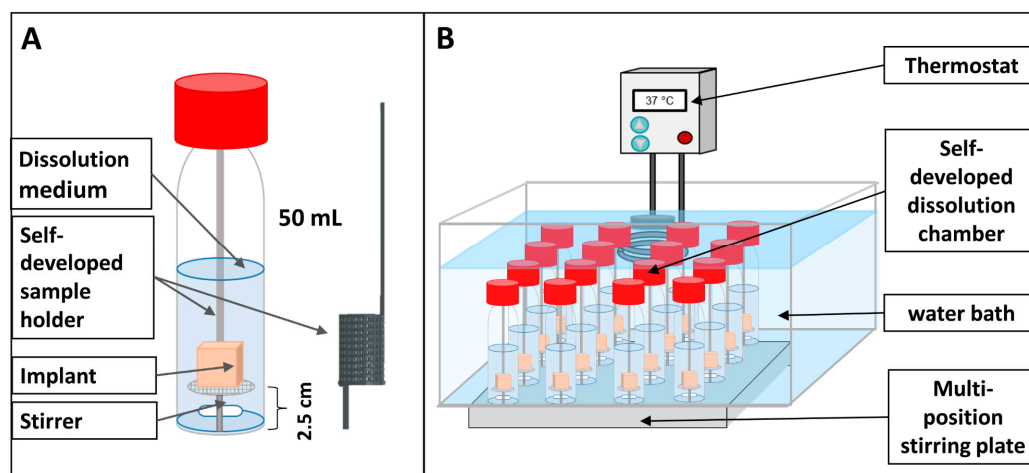 A
Dissolution
medium
50 mL
Self-
developed
sample
holder
Implant
Stirrer
2.5 cm
B
37 °C
Thermostat
Self-
developed
dissolution
chamber
water bath
Multi-
position
stirring plate